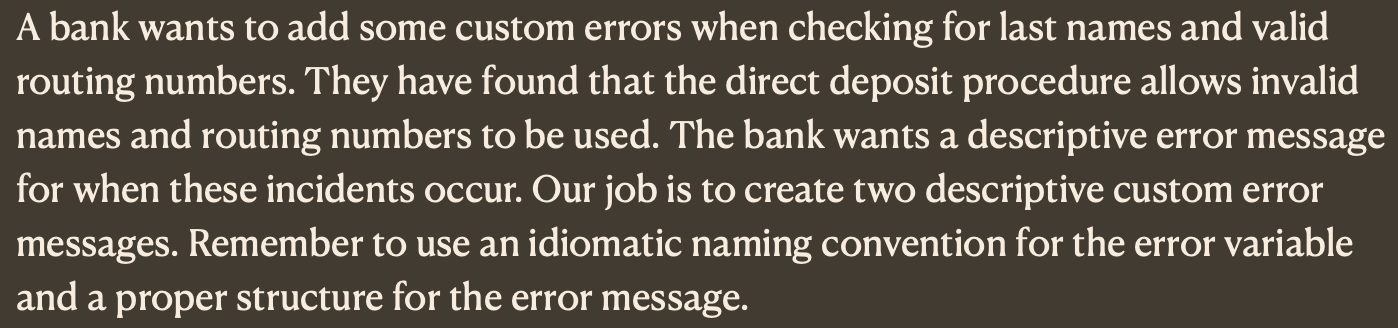 A bank wants to add some custom errors when checking for last names and valid
routing numbers. They have found that the direct deposit procedure allows invalid
names and routing numbers to be used. The bank wants a descriptive error message
for when these incidents occur. Our job is to create two descriptive custom error
messages. Remember to use an idiomatic naming convention for the error variable
and a proper structure for the error message.